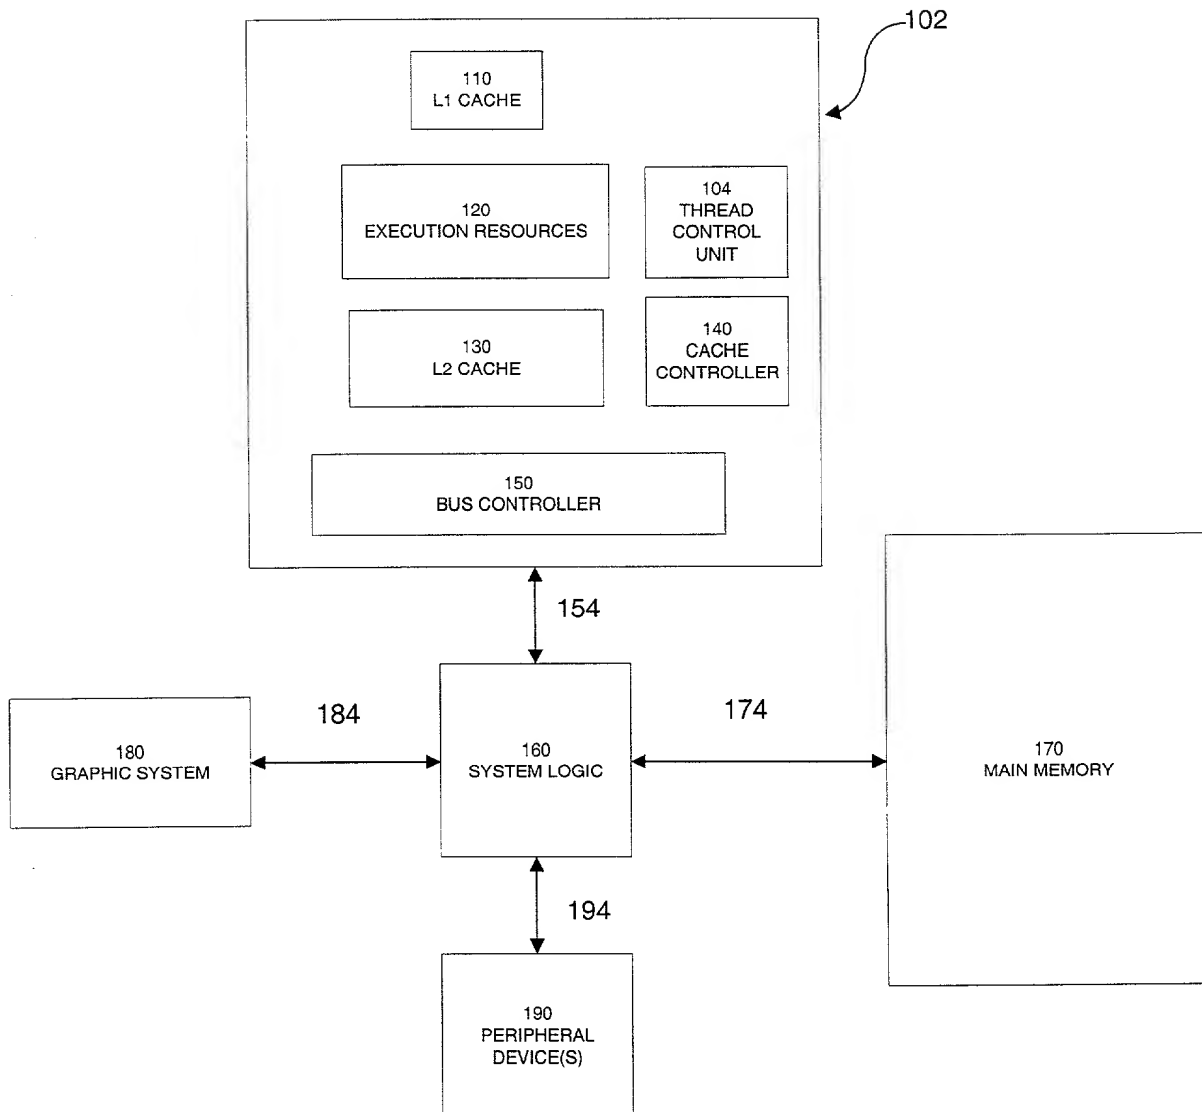 102
110
L1 CACHE
120
EXECUTION RESOURCES
104
THREAD
CONTROL
UNIT
130
L2 CACHE
140
CACHE
CONTROLLER
150
BUS CONTROLLER
154
184
174
180
GRAPHIC SYSTEM
160
SYSTEM LOGIC
170
MAIN MEMORY
194
190
PERIPHERAL
DEVICE(S)